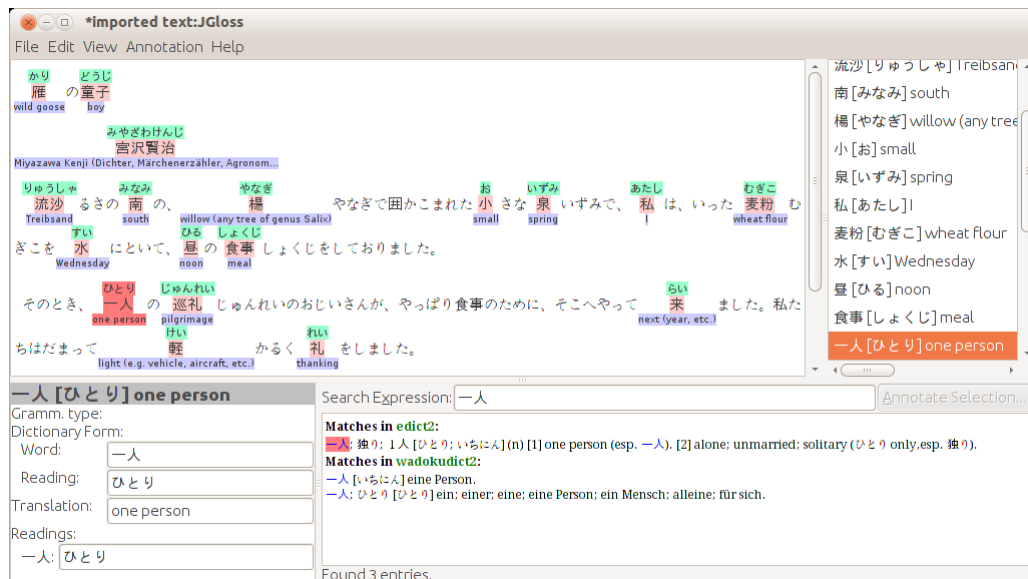 *imported text:JGloss
File Edit View Annotation Help
かり どうじ
雁 の 童子
wild goose boy
みやざわけんじ
宮沢賢治
Miyazawa Kenji (Dichter, Märchenerzähler, Agronom...
りゅうしゃ みなみ やなぎ お いずみ あたし むぎこ
流沙 るさの 南 の、 楊 やなぎで囲かこまれた 小 さな 泉 いずみで、 私 は、いった 麦粉 む
Treibsand south willow (any tree of genus Salix) small spring I wheat flour
すい ひる しょくじ
ぎこを 水 にといて、 昼 の 食事 しょくじをしておりました。
Wednesday noon meal
ひとり じゅんれい らい
そのとき、 一人 の 巡礼 じゅんれいのおじいさんが、やっぱり食事のために、そこへやって 来 ました。私た
one person pilgrimage next (year, etc.)
けい れい
ちはだまって 軽 かるく 礼 をしました。
light (e.g. vehicle, aircraft, etc.) thanking
流沙 [りゅうしゃ] Treibsan
南 [みなみ] south
楊 [やなぎ] willow (any tree
小 [お] small
泉 [いずみ] spring
私 [あたし] I
麦粉 [むぎこ] wheat flour
水 [すい] Wednesday
昼 [ひる] noon
食事 [しょくじ] meal
一人 [ひとり] one person
一人 [ひとり] one person
Gramm. type:
Dictionary Form:
Word: 一人
Reading: ひとり
Translation: one person
Readings:
一人: ひとり
Search Expression: 一人 Annotate Selection...
Matches in edict2:
一人; 独り; 1人 [ひとり; いちにん] (n) [1] one person (esp. 一人). [2] alone; unmarried; solitary (ひとり only,esp. 独り).
Matches in wadokudict2:
一人 [いちにん] eine Person.
一人; ひとり [ひとり] ein; einer; eine; eine Person; ein Mensch; alleine; für sich.
Found 3 entries.